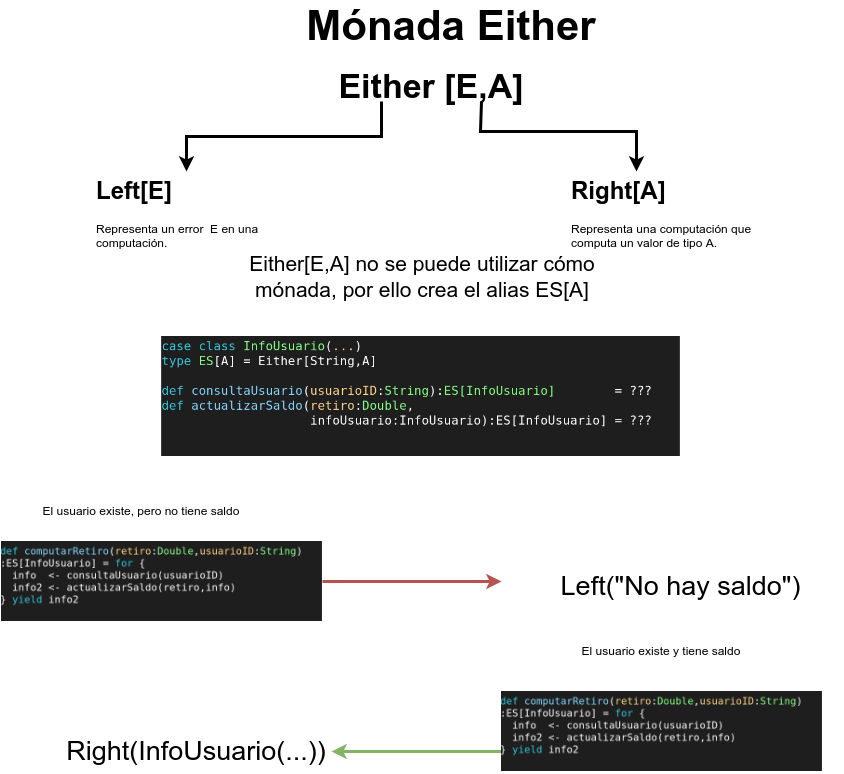 Mónada Either
Either [E,A]
Left[E]
Right[A]
Representa un error E en una
computación.
Representa una computación que
computa un valor de tipo A.
Either[E,A] no se puede utilizar cómo
mónada, por ello crea el alias ES[A]
case class InfoUsuario(...)
type ES[A] = Either[String,A]
def consultaUsuario(usuarioID:String):ES[InfoUsuario] = ???
def actualizarSaldo(retiro:Double,
infoUsuario:InfoUsuario):ES[InfoUsuario] = ???
El usuario existe, pero no tiene saldo
def computarRetiro(retiro:Double,usuarioID:String)
:ES[InfoUsuario] = for {
info <- consultaUsuario(usuarioID)
info2 <- actualizarSaldo(retiro,info)
} yield info2
Left("No hay saldo")
El usuario existe y tiene saldo
def computarRetiro(retiro:Double,usuarioID:String)
:ES[InfoUsuario] = for {
info <- consultaUsuario(usuarioID)
info2 <- actualizarSaldo(retiro,info)
} yield info2
Right(InfoUsuario(...))